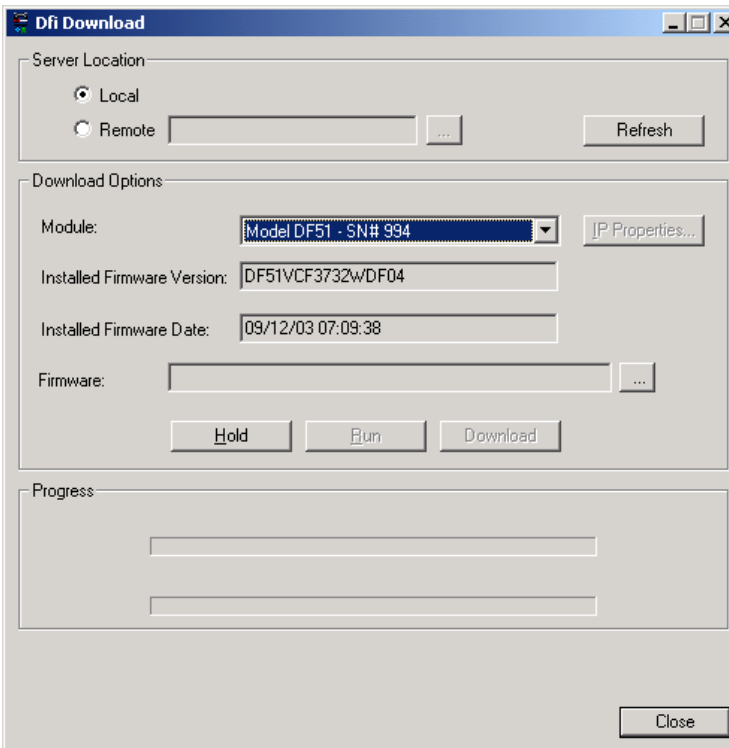 Dfi Download
Server Location
Local
Remote ... Refresh
Download Options
Module: Model DF51 - SN# 994 IP Properties...
Installed Firmware Version: DF51VCF3732WDF04
Installed Firmware Date: 09/12/03 07:09:38
Firmware: ...
Hold Run Download
Progress
Close